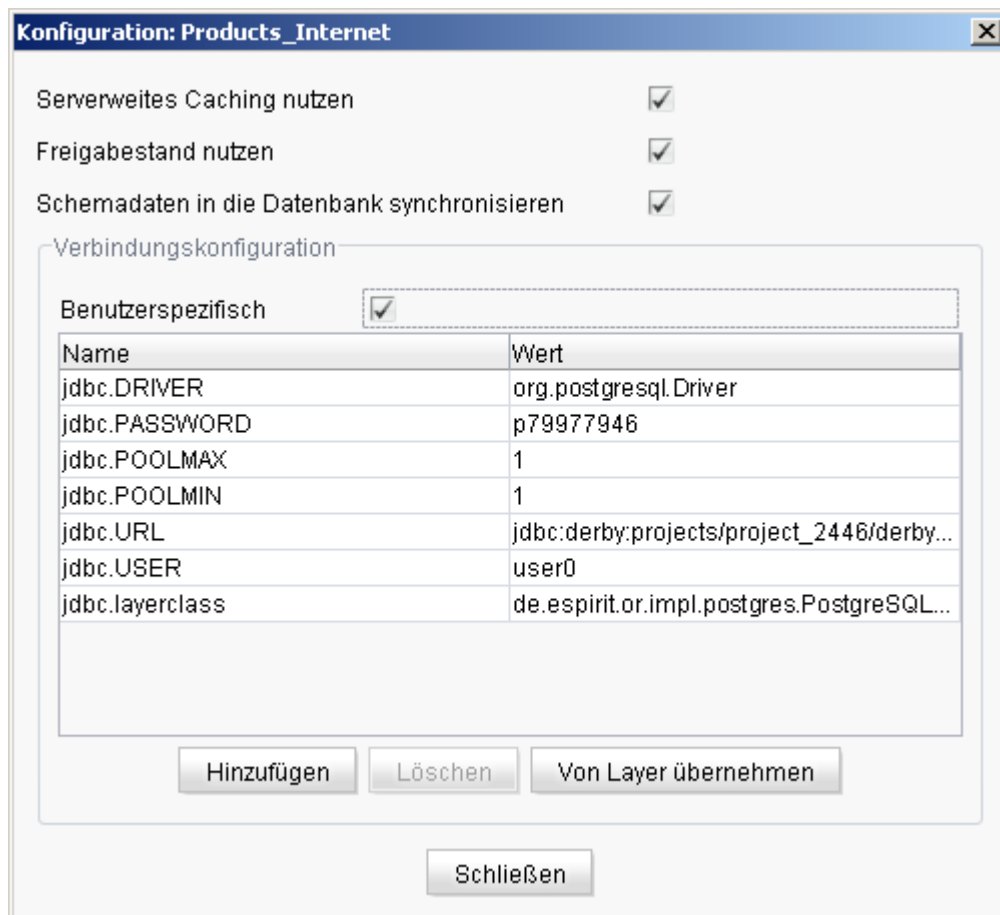 Konfiguration: Products_Internet
Serverweites Caching nutzen
Freigabestand nutzen
Schemadaten in die Datenbank synchronisieren
Verbindungskonfiguration
Benutzerspezifisch
Name Wert
jdbc.DRIVER org.postgresql.Driver
jdbc.PASSWORD p79977946
jdbc.POOLMAX 1
jdbc.POOLMIN 1
jdbc.URL jdbc:derby:projects/project_2446/derby...
jdbc.USER user0
jdbc.layerclass de.espirit.or.impl.postgres.PostgreSQL...
Hinzufügen Löschen Von Layer übernehmen
Schließen